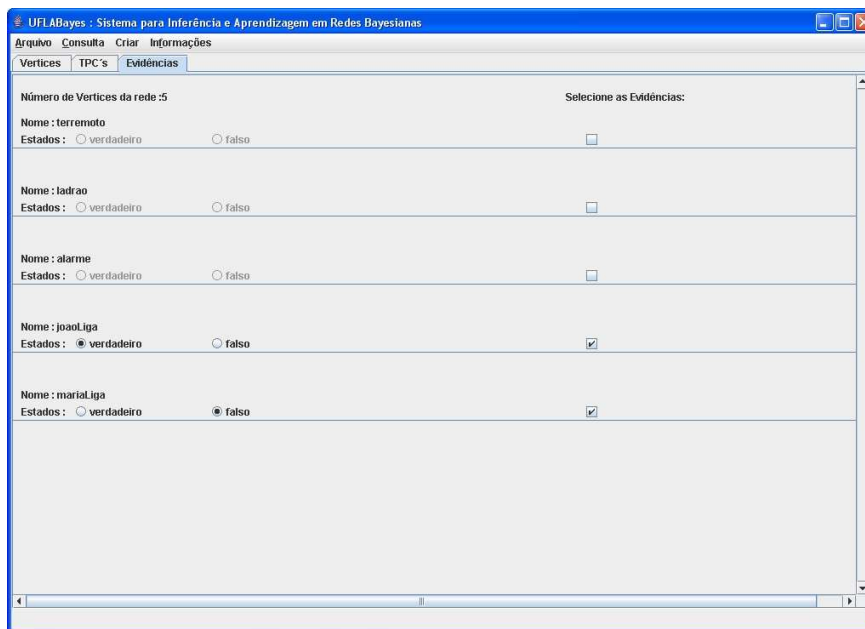 UFLABayes : Sistema para Inferência e Aprendizagem em Redes Bayesianas
Arquivo Consulta Criar Informações
Vertices TPC´s Evidências
Número de Vertices da rede :5 Selecione as Evidências:
Nome : terremoto
Estados : verdadeiro falso
Nome : ladrao
Estados : verdadeiro falso
Nome : alarme
Estados : verdadeiro falso
Nome : joaoLiga
Estados : verdadeiro falso
Nome : mariaLiga
Estados : verdadeiro falso